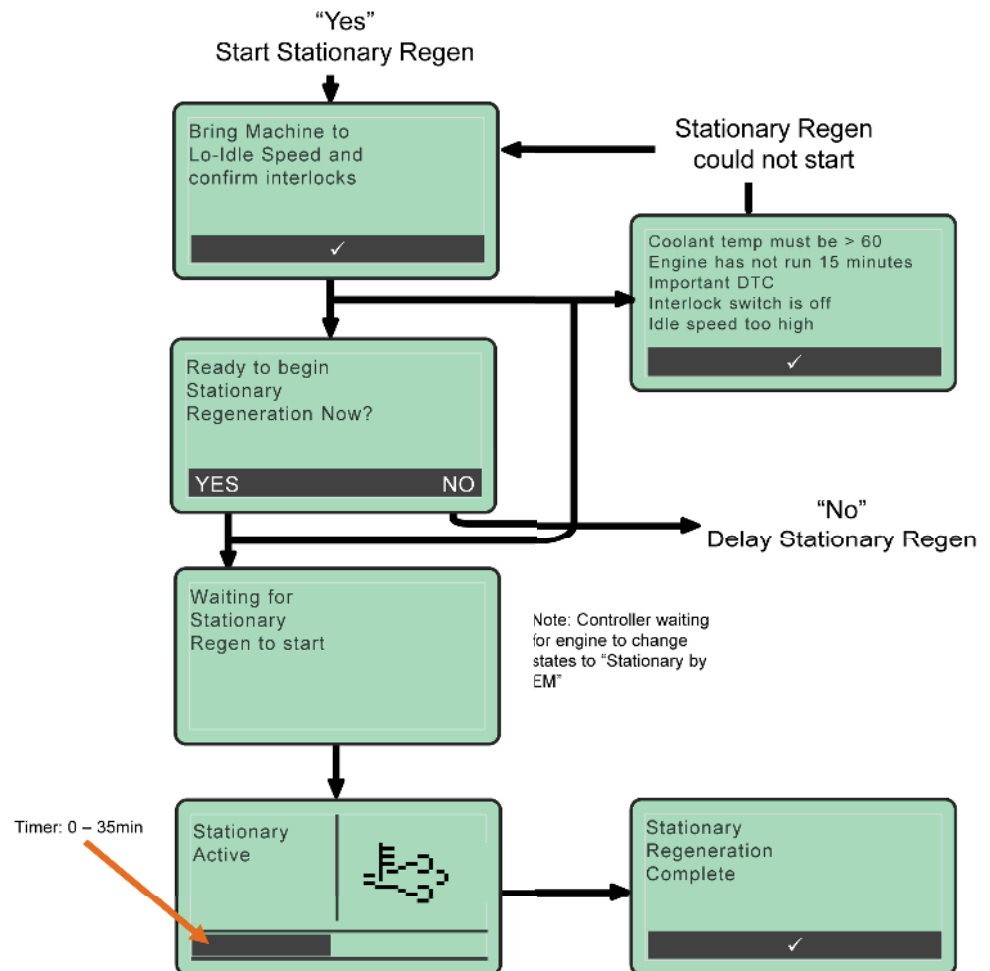 “Yes”
Start Stationary Regen
Bring Machine to
Lo-Idle Speed and
confirm interlocks
✓
Stationary Regen
could not start
Coolant temp must be > 60
Engine has not run 15 minutes
Important DTC
Interlock switch is off
Idle speed too high
✓
Ready to begin
Stationary
Regeneration Now?
YES NO
“No”
Delay Stationary Regen
Waiting for
Stationary
Regen to start
Note: Controller waiting
for engine to change
states to “Stationary by
EM”
Timer: 0 – 35min
Stationary
Active
Stationary
Regeneration
Complete
✓